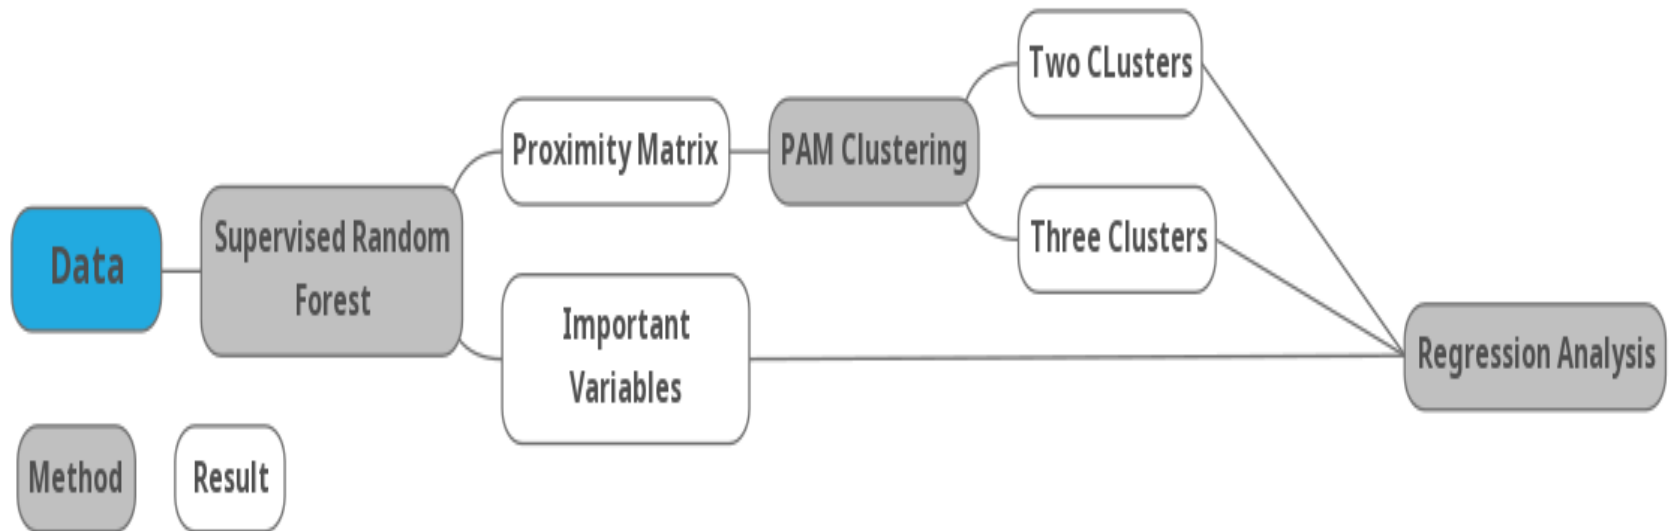 Data
Supervised Random
Forest
Proximity Matrix
Important
Variables
PAM Clustering
Two CLusters
Three Clusters
Regression Analysis
Method
Result